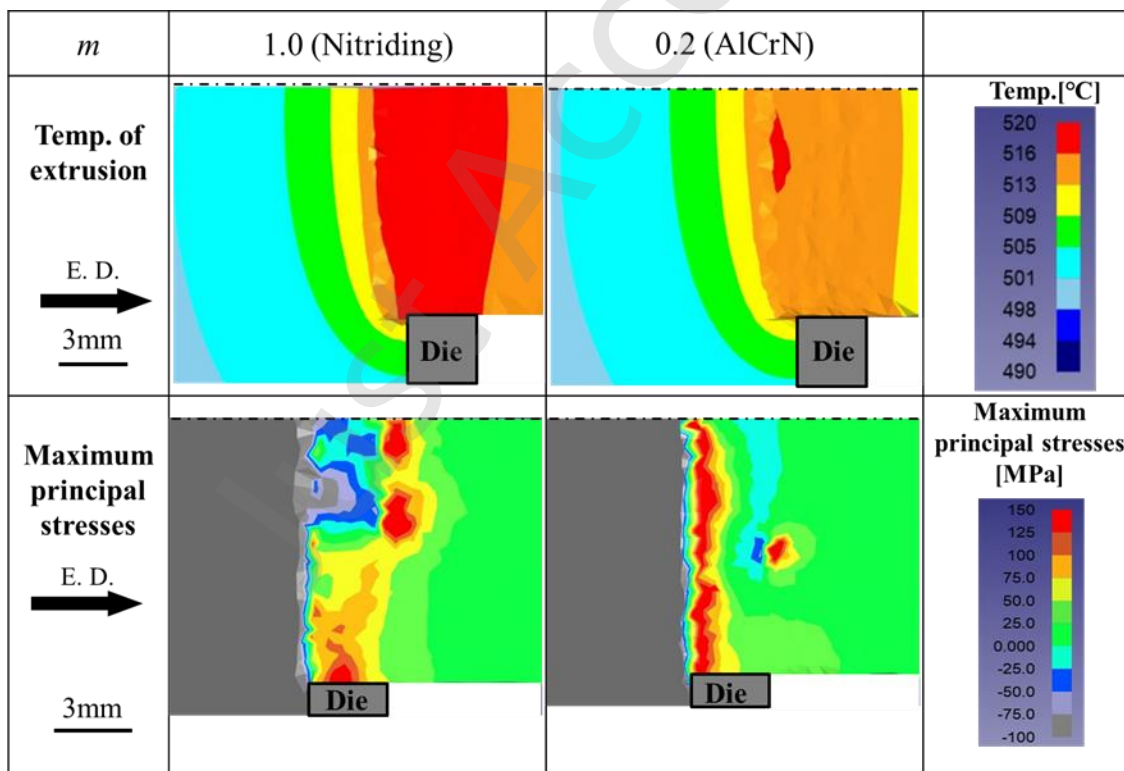 m
1.0 (Nitriding)
0.2 (AlCrN)
Temp. of
extrusion
E. D.
3mm
Die
Die
Temp.[°C]
520
516
513
509
505
501
498
494
490
Maximum
principal
stresses
E. D.
3mm
Die
Die
Maximum
principal stresses
[MPa]
150
125
100
75.0
50.0
25.0
0.000
-25.0
-50.0
-75.0
-100